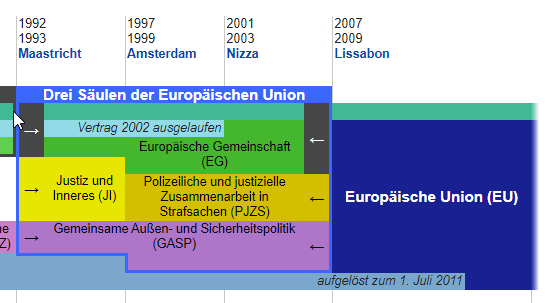 1992
1993
Maastricht
1997
1999
Amsterdam
2001
2003
Nizza
2007
2009
Lissabon
Drei Säulen der Europäischen Union
→
Vertrag 2002 ausgelaufen
←
Europäische Gemeinschaft
(EG)
→
Justiz und
Inneres (JI)
Polizeiliche und justizielle
Zusammenarbeit in
Strafsachen (PJZS)
←
Europäische Union (EU)
ne
Z)
→
Gemeinsame Außen- und Sicherheitspolitik
(GASP)
←
aufgelöst zum 1. Juli 2011